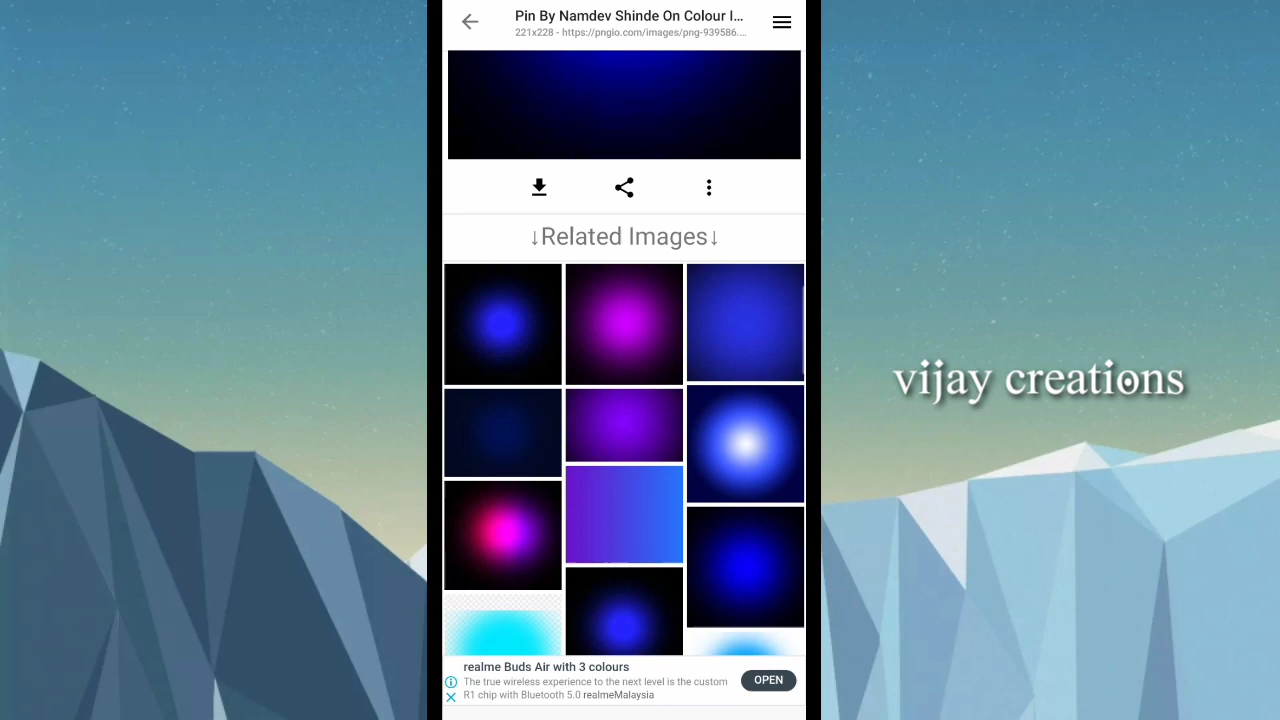 Pin By Namdev Shinde On Colour I...
221x228 - https://pngio.com/images/png-939586....
↓Related Images↓
vijay creations
realme Buds Air with 3 colours
The true wireless experience to the next level is the custom
R1 chip with Bluetooth 5.0 realmeMalaysia
OPEN